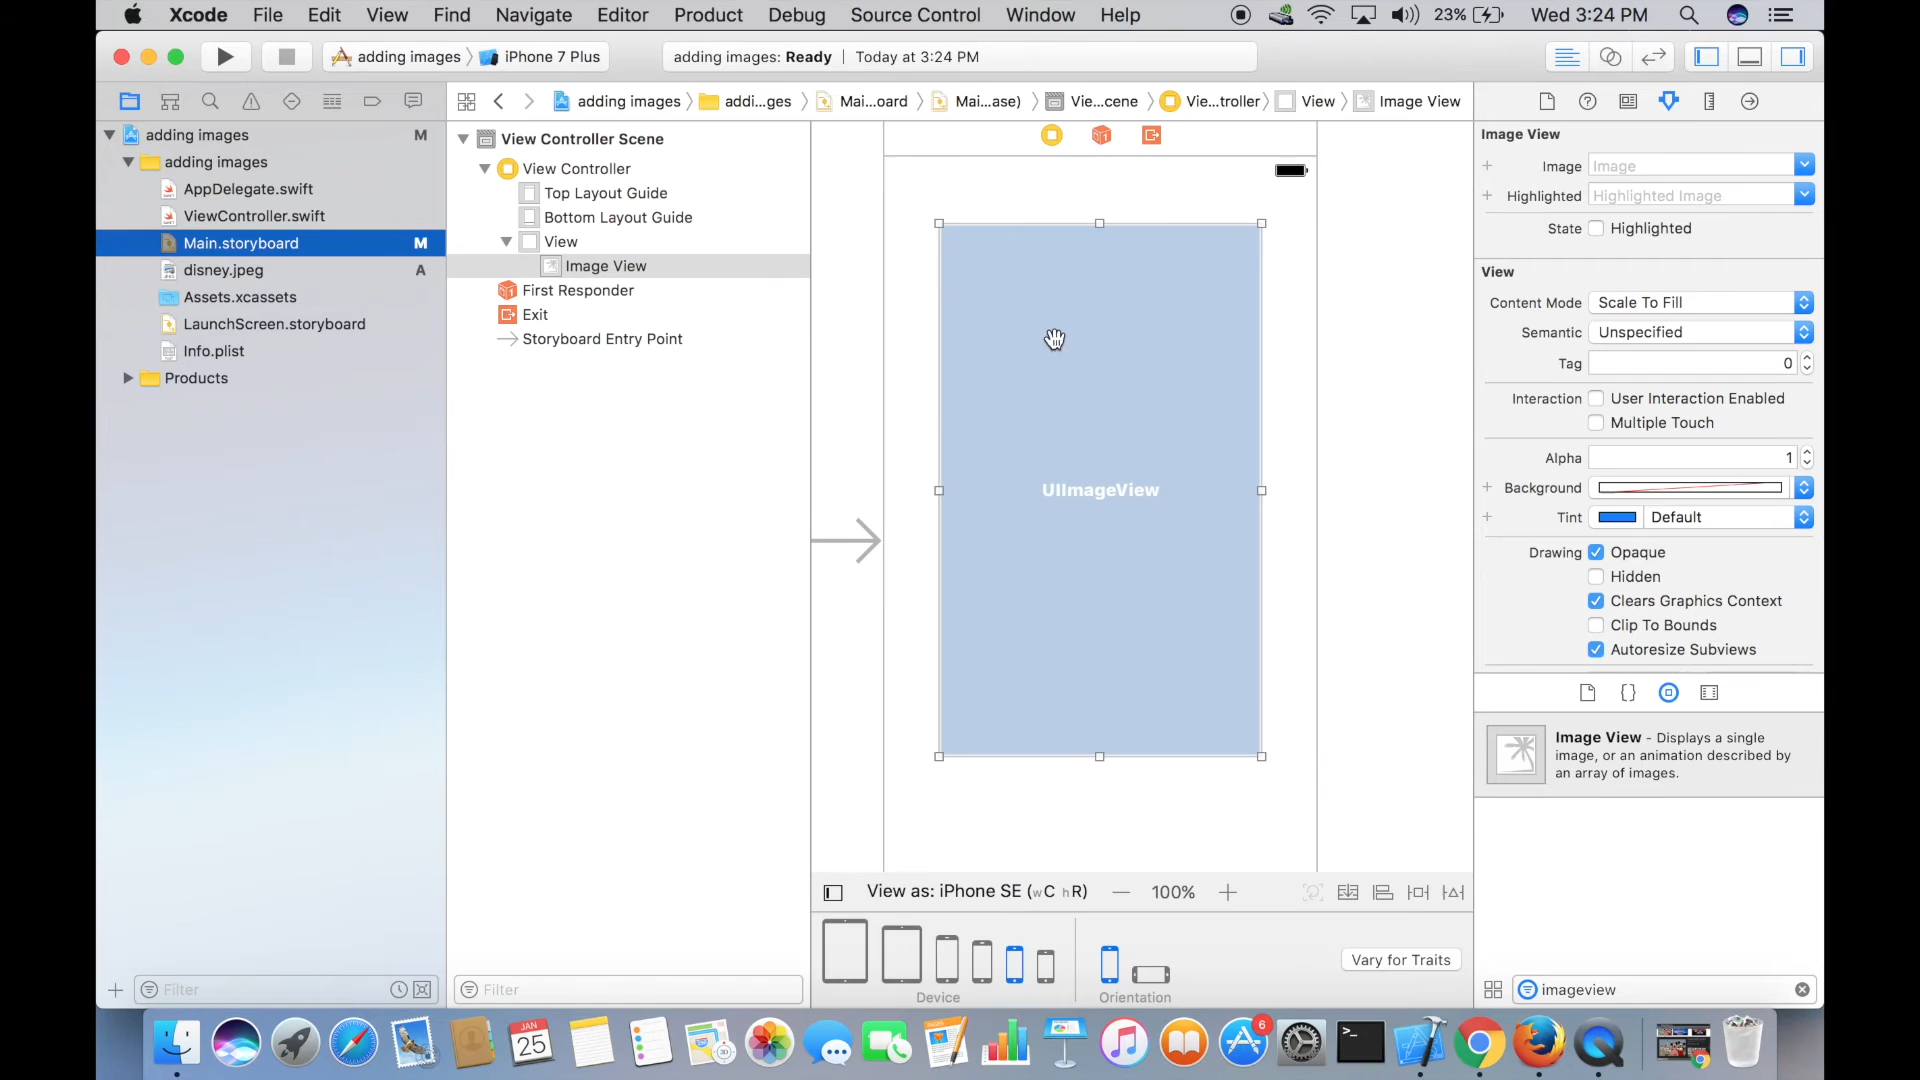 Xcode File Edit View Find Navigate Editor Product Debug Source Control Window Help 23% Wed 3:24 PM
adding images iPhone 7 Plus adding images: Ready Today at 3:24 PM
adding images addi...ges Mai...oard Mai...ase) Vie...cene Vie...troller View Image View
adding images M
adding images
AppDelegate.swift
ViewController.swift
Main.storyboard M
disney.jpeg A
Assets.xcassets
LaunchScreen.storyboard
Info.plist
Products
Filter
View Controller Scene
View Controller
Top Layout Guide
Bottom Layout Guide
View
Image View
First Responder
Exit
Storyboard Entry Point
Filter
UIImageView
View as: iPhone SE (wC hR) 100%
Vary for Traits
Device Orientation
Image View
Image Image
Highlighted Highlighted Image
State Highlighted
View
Content Mode Scale To Fill
Semantic Unspecified
Tag 0
Interaction User Interaction Enabled
Multiple Touch
Alpha 1
Background
Tint Default
Drawing Opaque
Hidden
Clears Graphics Context
Clip To Bounds
Autoresize Subviews
Image View - Displays a single
image, or an animation described by
an array of images.
imageview
JAN
25
PAGES
6